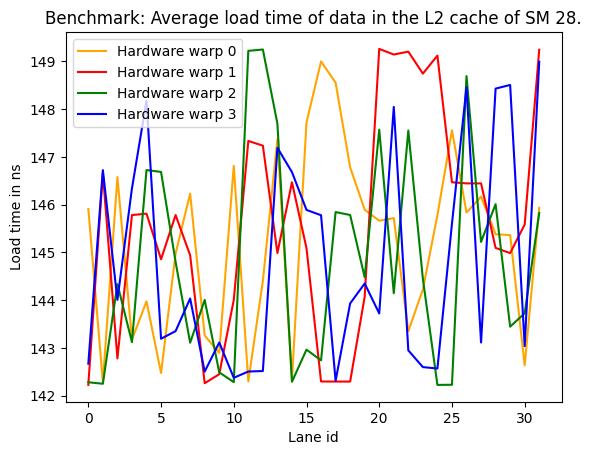 Benchmark: Average load time of data in the L2 cache of SM 28.
Hardware warp 0
Hardware warp 1
Hardware warp 2
Hardware warp 3
Load time in ns
149
148
147
146
145
144
143
142
0 5 10 15 20 25 30
Lane id